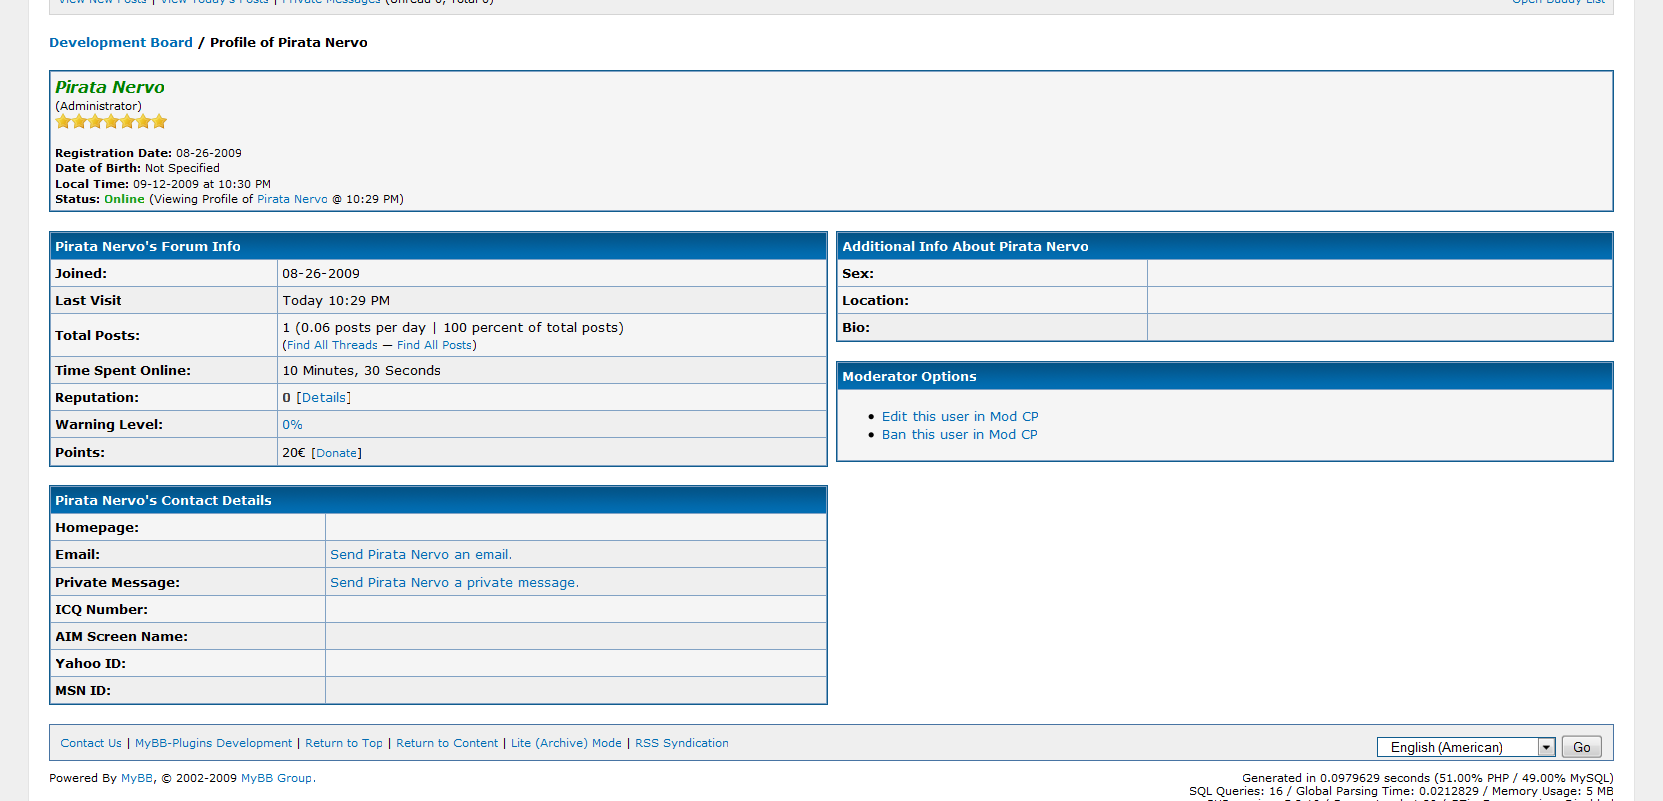 View New Posts | View Today's Posts | Private Messages (Unread 0, Total 0)
Open Buddy List
Development Board / Profile of Pirata Nervo
Pirata Nervo
(Administrator)
Registration Date: 08-26-2009
Date of Birth: Not Specified
Local Time: 09-12-2009 at 10:30 PM
Status: Online (Viewing Profile of Pirata Nervo @ 10:29 PM)
Pirata Nervo's Forum Info
Joined: 08-26-2009
Last Visit Today 10:29 PM
Total Posts: 1 (0.06 posts per day | 100 percent of total posts)
(Find All Threads — Find All Posts)
Time Spent Online: 10 Minutes, 30 Seconds
Reputation: 0 [Details]
Warning Level: 0%
Points: 20€ [Donate]
Additional Info About Pirata Nervo
Sex:
Location:
Bio:
Moderator Options
Edit this user in Mod CP
Ban this user in Mod CP
Pirata Nervo's Contact Details
Homepage:
Email: Send Pirata Nervo an email.
Private Message: Send Pirata Nervo a private message.
ICQ Number:
AIM Screen Name:
Yahoo ID:
MSN ID:
Contact Us | MyBB-Plugins Development | Return to Top | Return to Content | Lite (Archive) Mode | RSS Syndication
English (American) Go
Powered By MyBB, © 2002-2009 MyBB Group.
Generated in 0.0979629 seconds (51.00% PHP / 49.00% MySQL)
SQL Queries: 16 / Global Parsing Time: 0.0212829 / Memory Usage: 5 MB